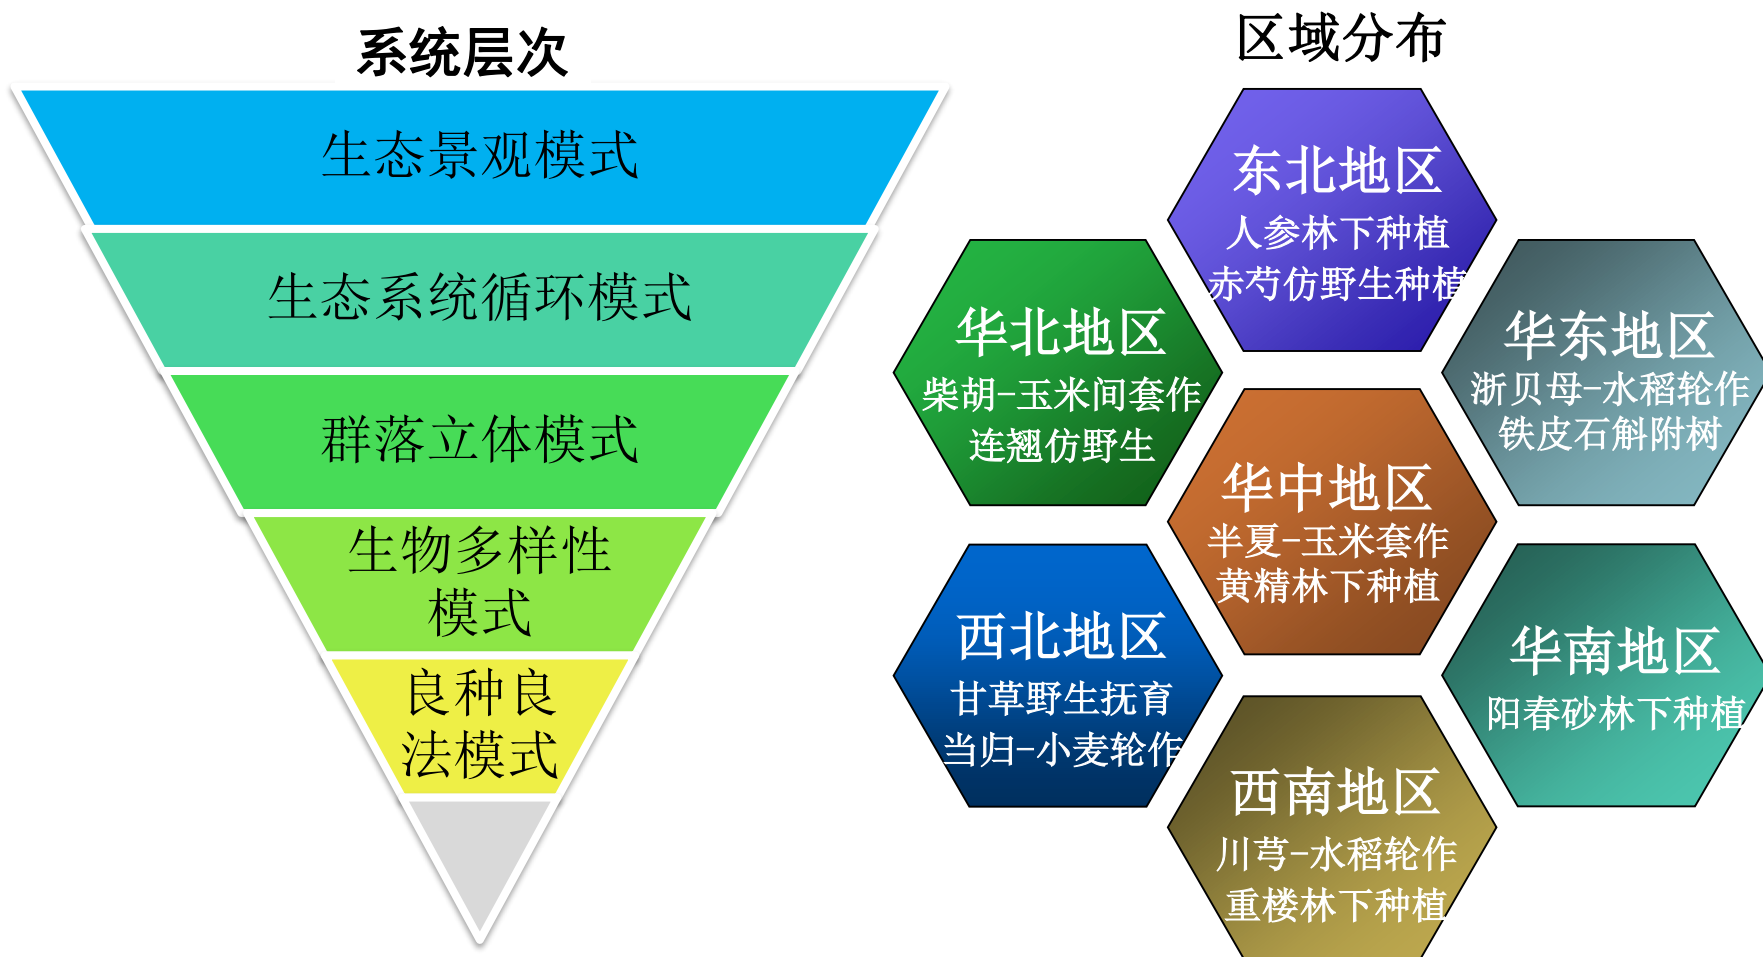 系统层次
生态景观模式
生态系统循环模式
群落立体模式
生物多样性
模式
良种良
法模式
区域分布
东北地区
人参林下种植
赤芍仿野生种植
华北地区
柴胡-玉米间套作
连翘仿野生
华东地区
浙贝母-水稻轮作
铁皮石斛附树
华中地区
半夏-玉米套作
黄精林下种植
西北地区
甘草野生抚育
当归-小麦轮作
华南地区
阳春砂林下种植
西南地区
川芎-水稻轮作
重楼林下种植